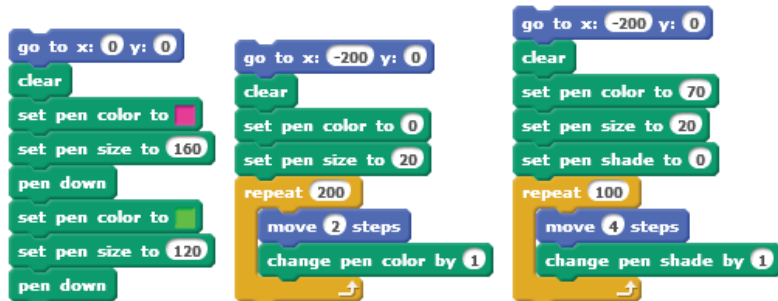 go to x: 0 y: 0
clear
set pen color to
set pen size to 160
pen down
set pen color to
set pen size to 120
pen down
go to x: -200 y: 0
clear
set pen color to 0
set pen size to 20
repeat 200
move 2 steps
change pen color by 1
go to x: -200 y: 0
clear
set pen color to 70
set pen size to 20
set pen shade to 0
repeat 100
move 4 steps
change pen shade by 1